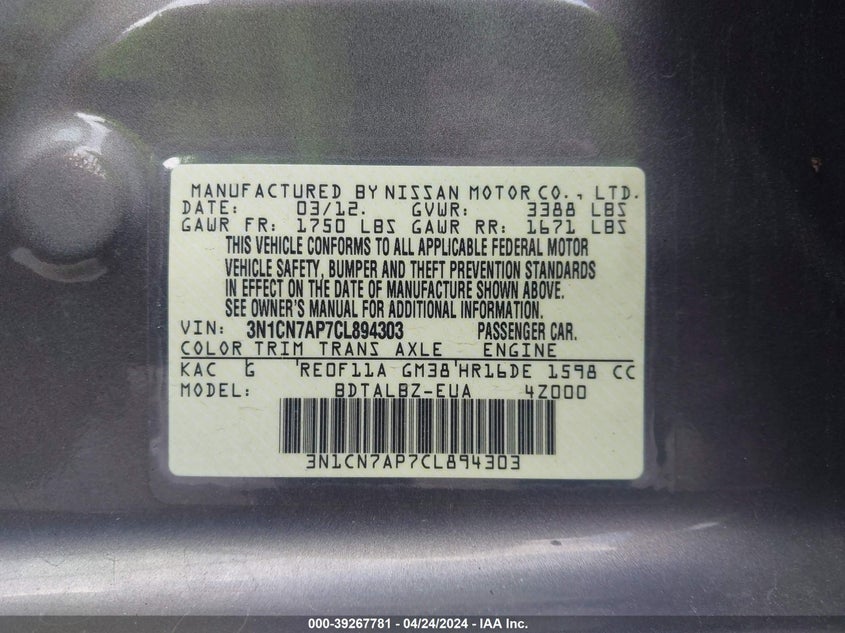 MANUFACTURED BY NISSAN MOTOR CO., LTD.
DATE: 03/12. GVWR: 3388 LBS
GAWR FR: 1750 LBS GAWR RR: 1671 LBS
THIS VEHICLE CONFORMS TO ALL APPLICABLE FEDERAL MOTOR
VEHICLE SAFETY, BUMPER AND THEFT PREVENTION STANDARDS
IN EFFECT ON THE DATE OF MANUFACTURE SHOWN ABOVE.
SEE OWNER'S MANUAL FOR ADDITIONAL INFORMATION.
VIN: 3N1CN7AP7CL894303 PASSENGER CAR.
COLOR TRIM TRANS AXLE ENGINE
KAC G 'RE0F11A GM38'HR16DE 1598 CC
MODEL: BDTALBZ-EUA 4Z000
3N1CN7AP7CL894303
000-39267781 - 04/24/2024 - IAA Inc.